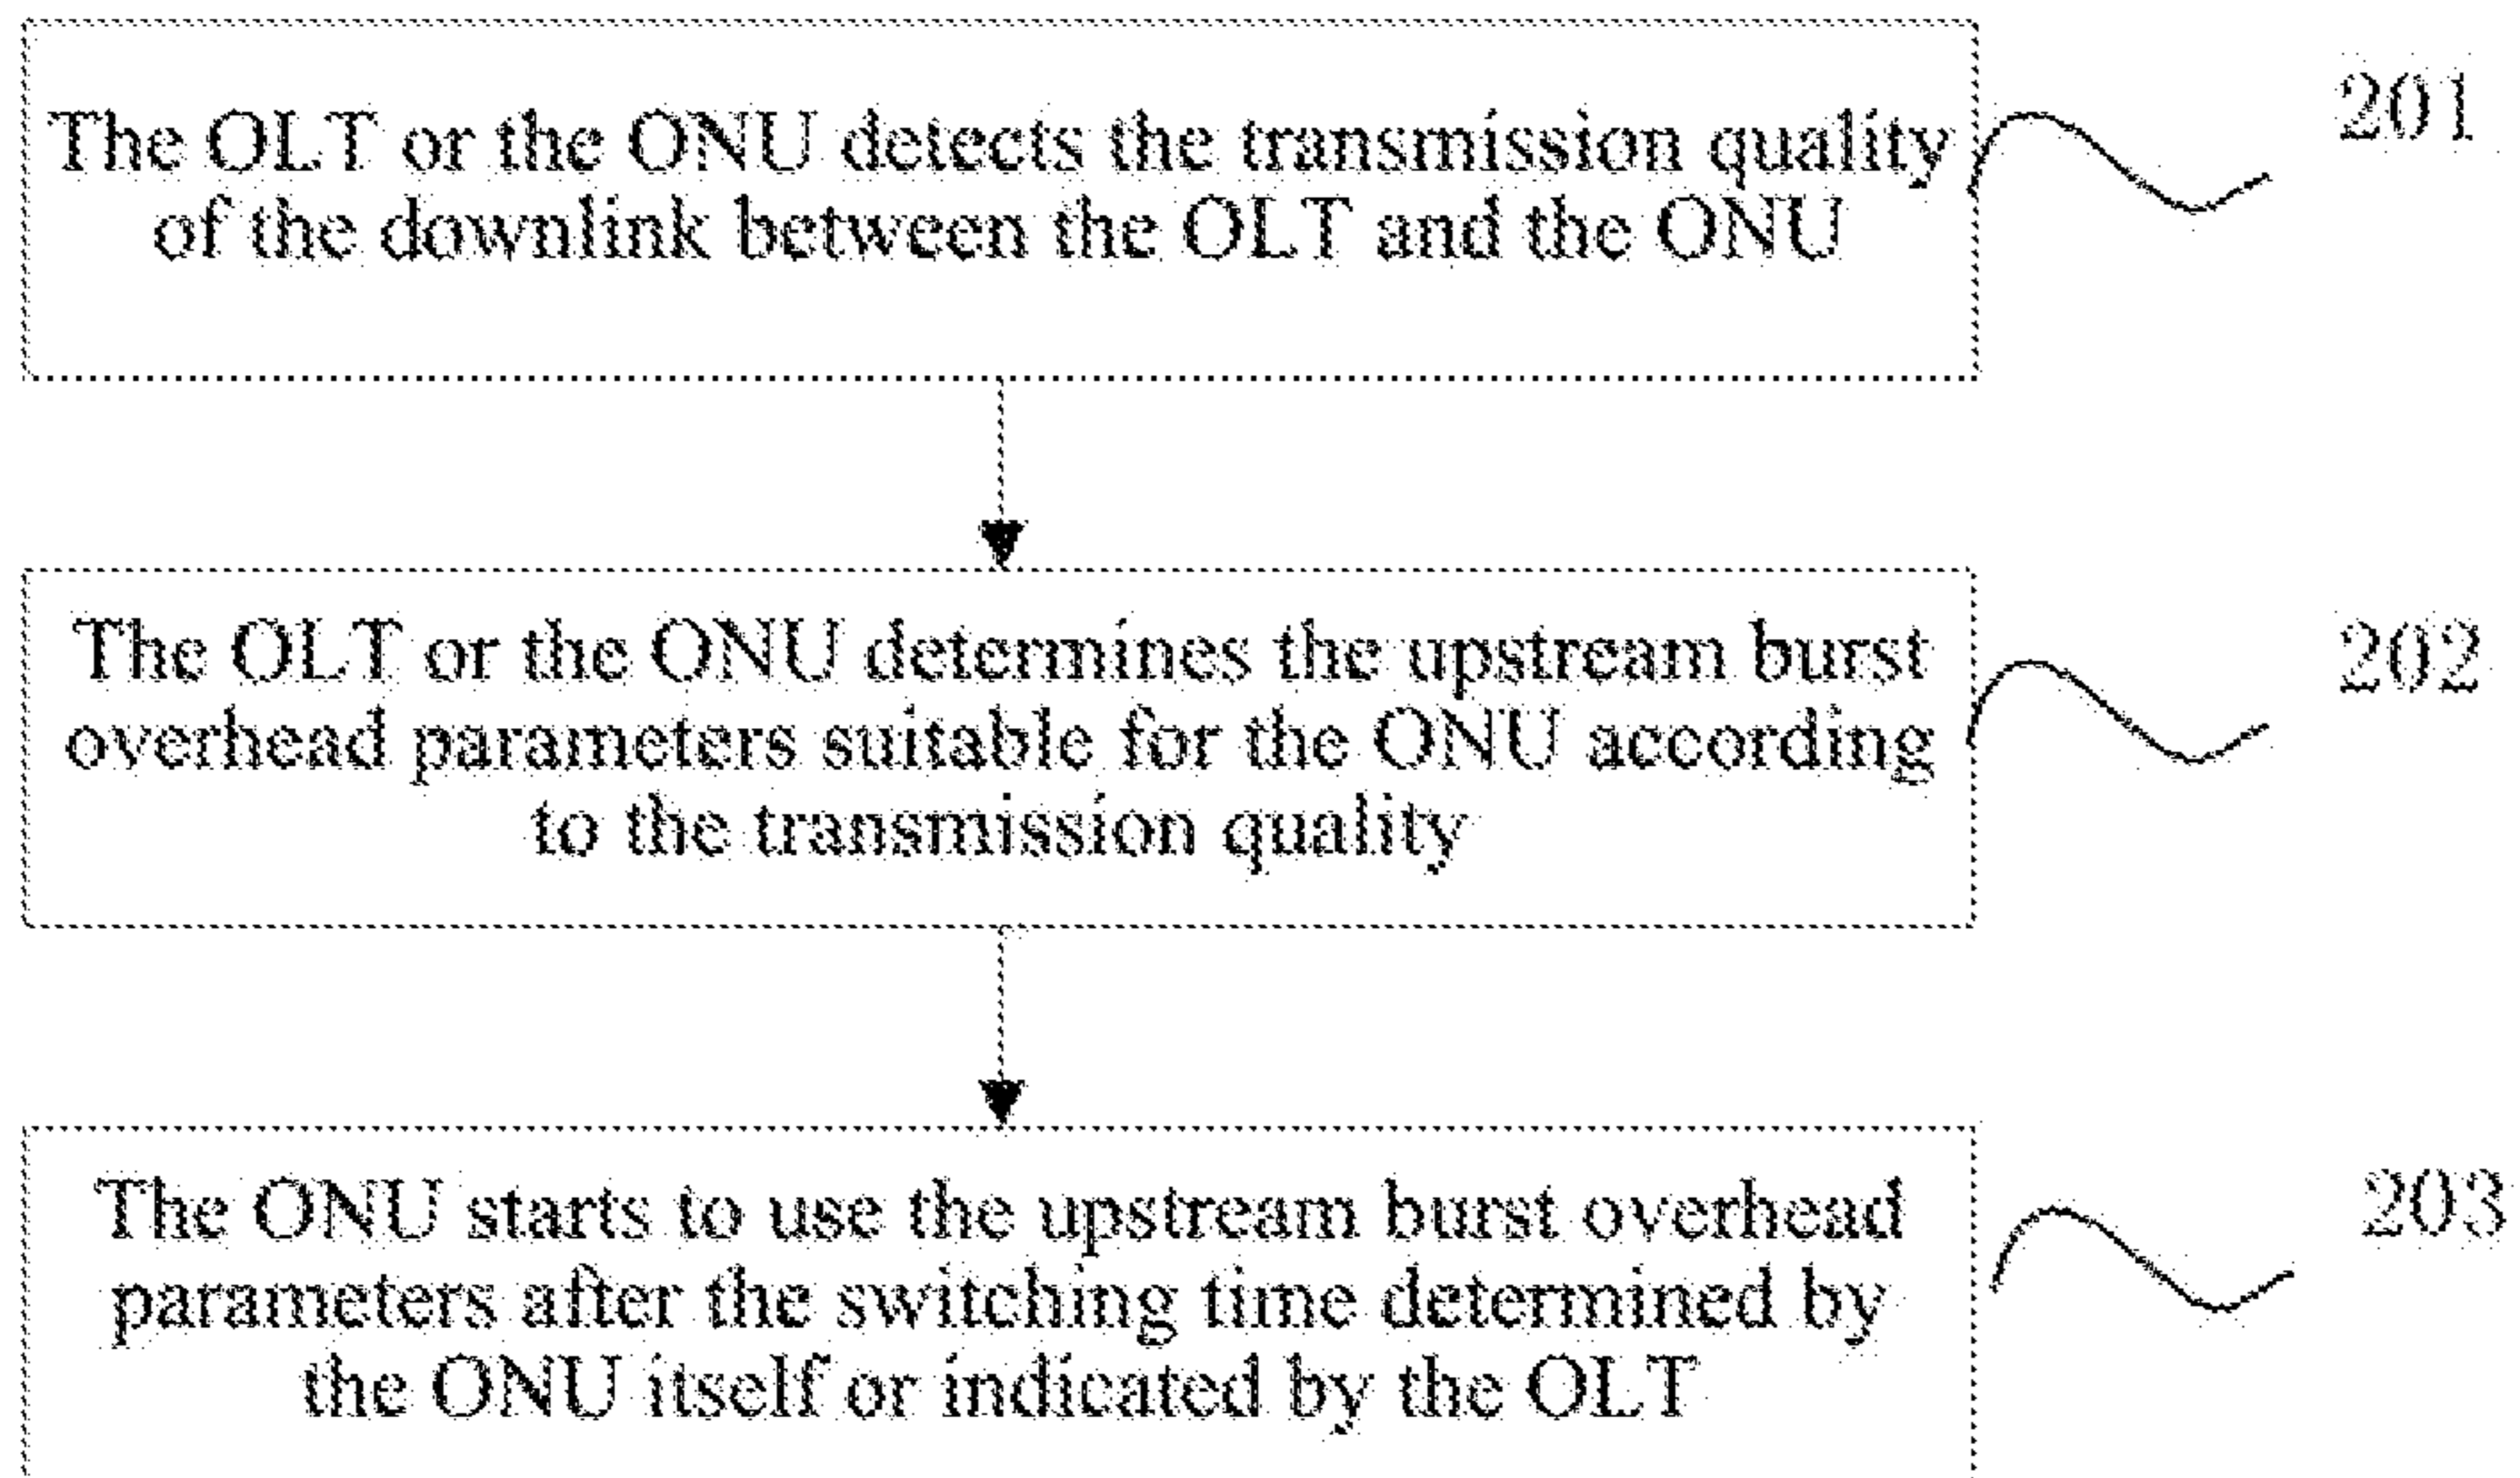 The OLT or the ONU detects the transmission quality
of the downlink between the OLT and the ONU
201
The OLT or the ONU determines the upstream burst
overhead parameters suitable for the ONU according
to the transmission quality
202
The ONU starts to use the upstream burst overhead
parameters after the switching time determined by
the ONU itself or indicated by the OLT
203